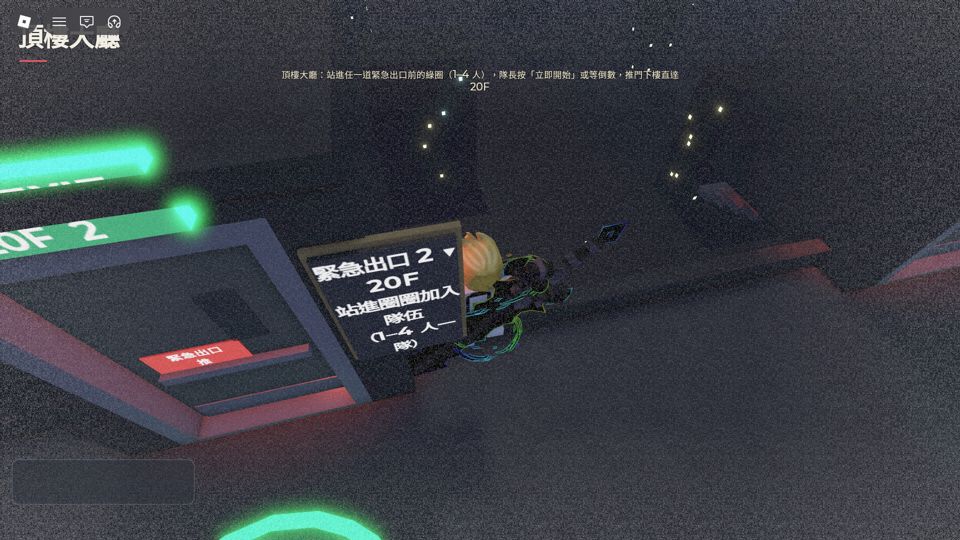 頂樓大廳
頂樓大廳：站進任一道緊急出口前的綠圈（1–4 人），隊長按「立即開始」或等倒數，推門下樓直達
20F
20F 2
緊急出口 2 ▼
20F
站進圈圈加入
隊伍
（1–4 人一
隊）
緊急出口
推